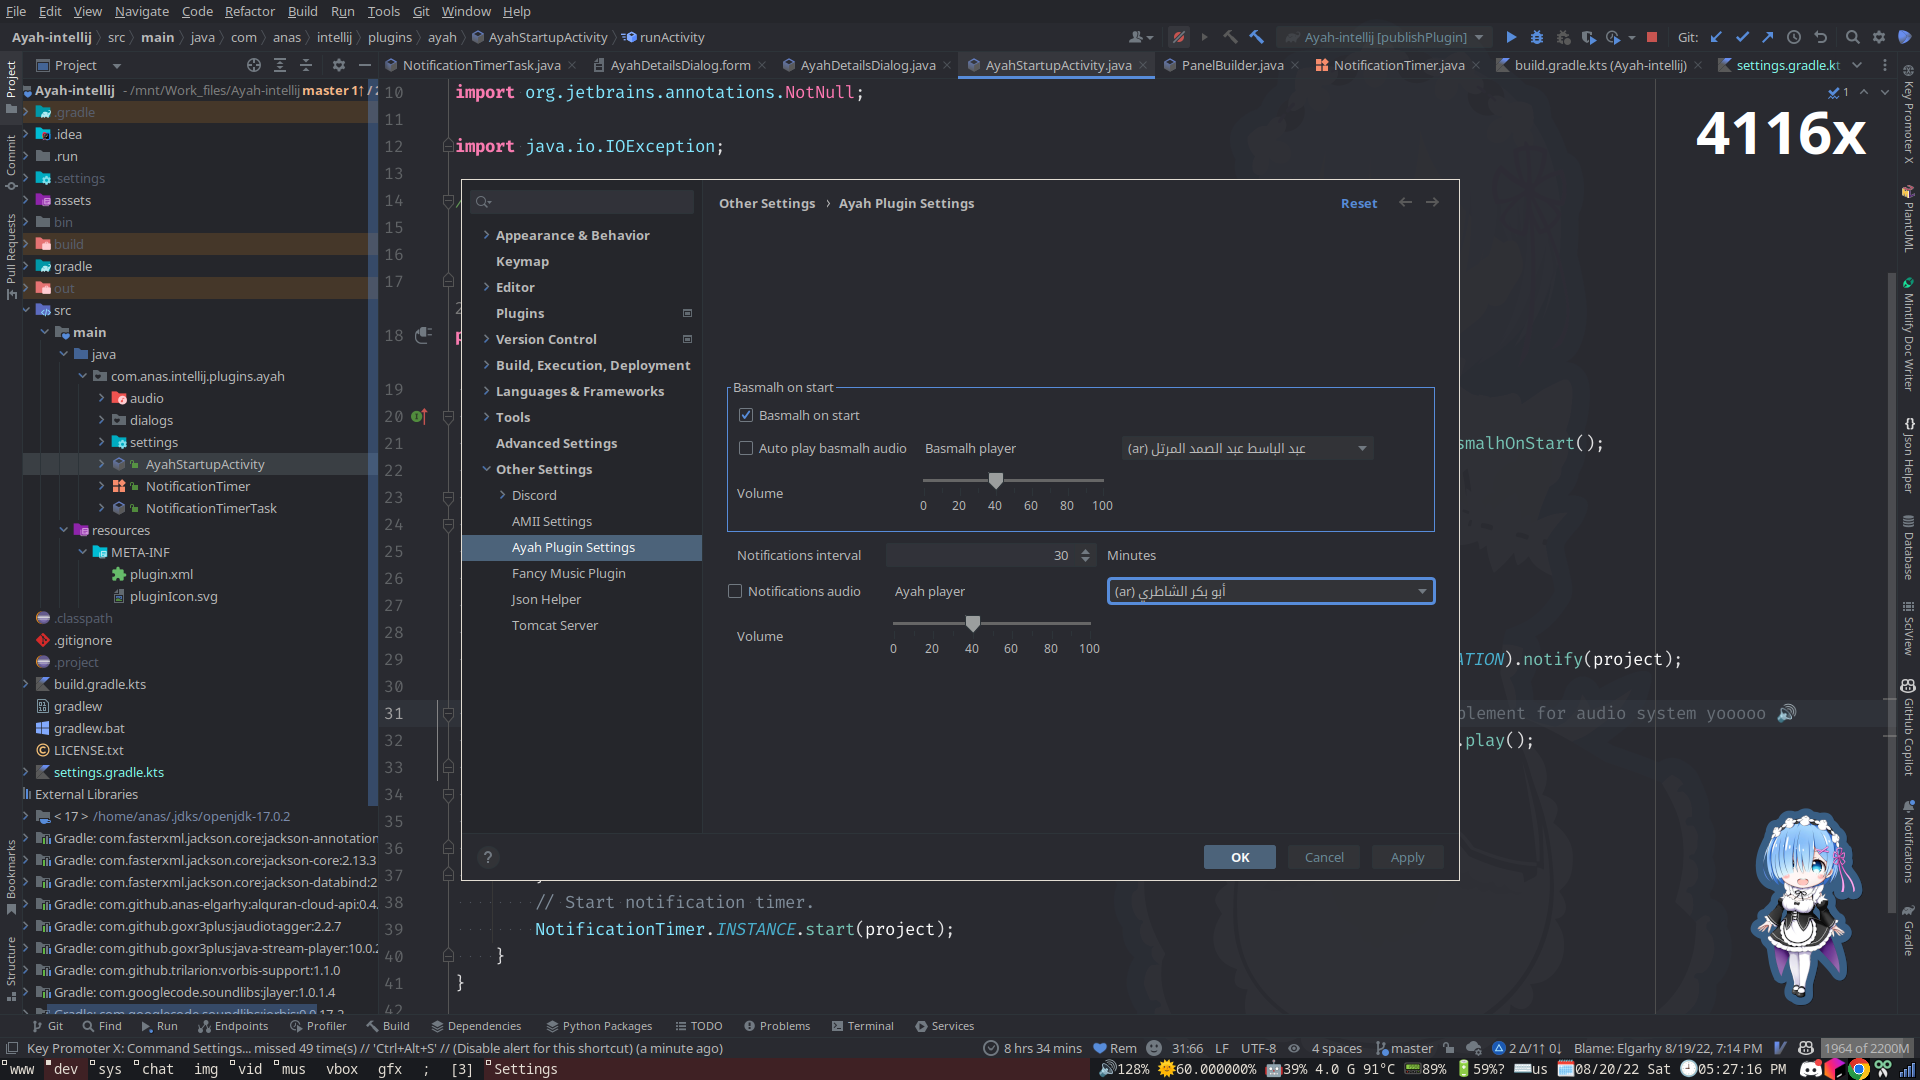 File Edit View Navigate Code Refactor Build Run Tools Git Window Help
Ayah-intellij src main java com anas intellij plugins ayah AyahStartupActivity runActivity
Ayah-intellij [publishPlugin] Git:
Project
NotificationTimerTask.java AyahDetailsDialog.form AyahDetailsDialog.java AyahStartupActivity.java PanelBuilder.java NotificationTimer.java build.gradle.kts (Ayah-intellij) settings.gradle.kt
Ayah-intellij - /mnt/Work_files/Ayah-intellij master 1↑ / 2
.gradle
.idea
.run
.settings
assets
bin
build
gradle
out
src
main
java
com.anas.intellij.plugins.ayah
audio
dialogs
settings
AyahStartupActivity
NotificationTimer
NotificationTimerTask
resources
META-INF
plugin.xml
pluginIcon.svg
.classpath
.gitignore
.project
build.gradle.kts
gradlew
gradlew.bat
LICENSE.txt
settings.gradle.kts
External Libraries
< 17 > /home/anas/.jdks/openjdk-17.0.2
Gradle: com.fasterxml.jackson.core:jackson-annotation
Gradle: com.fasterxml.jackson.core:jackson-core:2.13.3
Gradle: com.fasterxml.jackson.core:jackson-databind:2
Gradle: com.github.anas-elgarhy:alquran-cloud-api:0.4.
Gradle: com.github.goxr3plus:jaudiotagger:2.2.7
Gradle: com.github.goxr3plus:java-stream-player:10.0.2
Gradle: com.github.trilarion:vorbis-support:1.1.0
Gradle: com.googlecode.soundlibs:jlayer:1.0.1.4
Project
Commit
Pull Requests
Bookmarks
Structure
10 import org.jetbrains.annotations.NotNull;
11
12 import java.io.IOException;
13
14
15
16
17
18
19
20
21 smalhOnStart();
22
23
24
25
26
27
28
29 ATION).notify(project);
30
31 plement for audio system yooooo 🔊
32 .play();
33
34
35
36
37
38 // Start notification timer.
39 NotificationTimer.INSTANCE.start(project);
40 }
41 }
42
1
4116x
Other Settings › Ayah Plugin Settings Reset
Appearance & Behavior
Keymap
Editor
Plugins
Version Control
Build, Execution, Deployment
Languages & Frameworks
Tools
Advanced Settings
Other Settings
Discord
AMII Settings
Ayah Plugin Settings
Fancy Music Plugin
Json Helper
Tomcat Server
Basmalh on start
Basmalh on start
Auto play basmalh audio Basmalh player عبد الباسط عبد الصمد المرتل (ar)
Volume
0 20 40 60 80 100
Notifications interval 30 Minutes
Notifications audio Ayah player أبو بكر الشاطري (ar)
Volume
0 20 40 60 80 100
? OK Cancel Apply
Key Promoter X
PlantUML
Mintlify Doc Writer
Json Helper
Database
SciView
GitHub Copilot
Notifications
Gradle
Git Find Run Endpoints Profiler Build Dependencies Python Packages TODO Problems Terminal Services
Key Promoter X: Command Settings... missed 49 time(s) // 'Ctrl+Alt+S' // (Disable alert for this shortcut) (a minute ago)
8 hrs 34 mins Rem 31:66 LF UTF-8 4 spaces master 2 Δ/1↑ 0↓ Blame: Elgarhy 8/19/22, 7:14 PM 1964 of 2200M
www dev sys chat img vid mus vbox gfx ; [3] Settings
🔊128% 🌞60.000000% 39% 4.0 G 91°C 89% 59%? us 08/20/22 Sat 05:27:16 PM